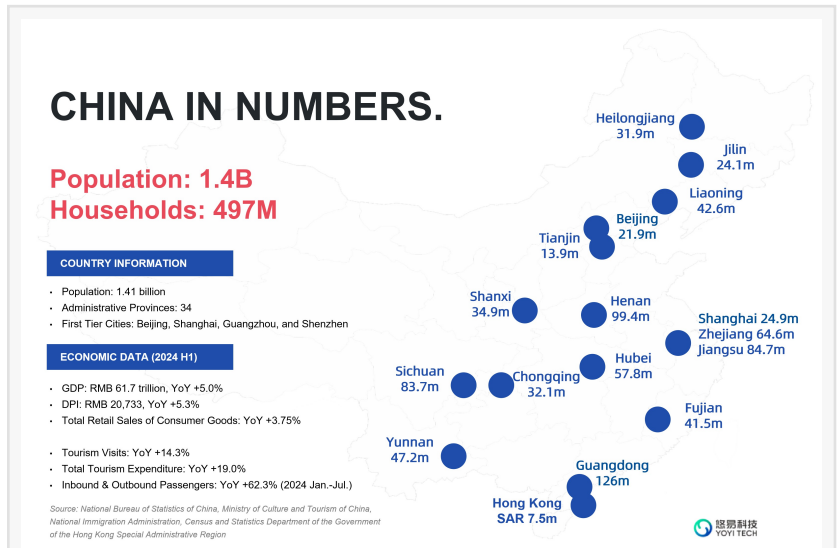 CHINA IN NUMBERS.
Population: 1.4B
Households: 497M
COUNTRY INFORMATION
• Population: 1.41 billion
• Administrative Provinces: 34
• First Tier Cities: Beijing, Shanghai, Guangzhou, and Shenzhen
ECONOMIC DATA (2024 H1)
• GDP: RMB 61.7 trillion, YoY +5.0%
• DPI: RMB 20,733, YoY +5.3%
• Total Retail Sales of Consumer Goods: YoY +3.75%
• Tourism Visits: YoY +14.3%
• Total Tourism Expenditure: YoY +19.0%
• Inbound & Outbound Passengers: YoY +62.3% (2024 Jan.-Jul.)
Source: National Bureau of Statistics of China, Ministry of Culture and Tourism of China,
National Immigration Administration, Census and Statistics Department of the Government
of the Hong Kong Special Administrative Region
Heilongjiang
31.9m
Jilin
24.1m
Liaoning
42.6m
Beijing
21.9m
Tianjin
13.9m
Shanxi
34.9m
Henan
99.4m
Shanghai 24.9m
Zhejiang 64.6m
Jiangsu 84.7m
Hubei
57.8m
Sichuan
83.7m
Chongqing
32.1m
Fujian
41.5m
Yunnan
47.2m
Guangdong
126m
Hong Kong
SAR 7.5m
悠易科技
YOYI TECH